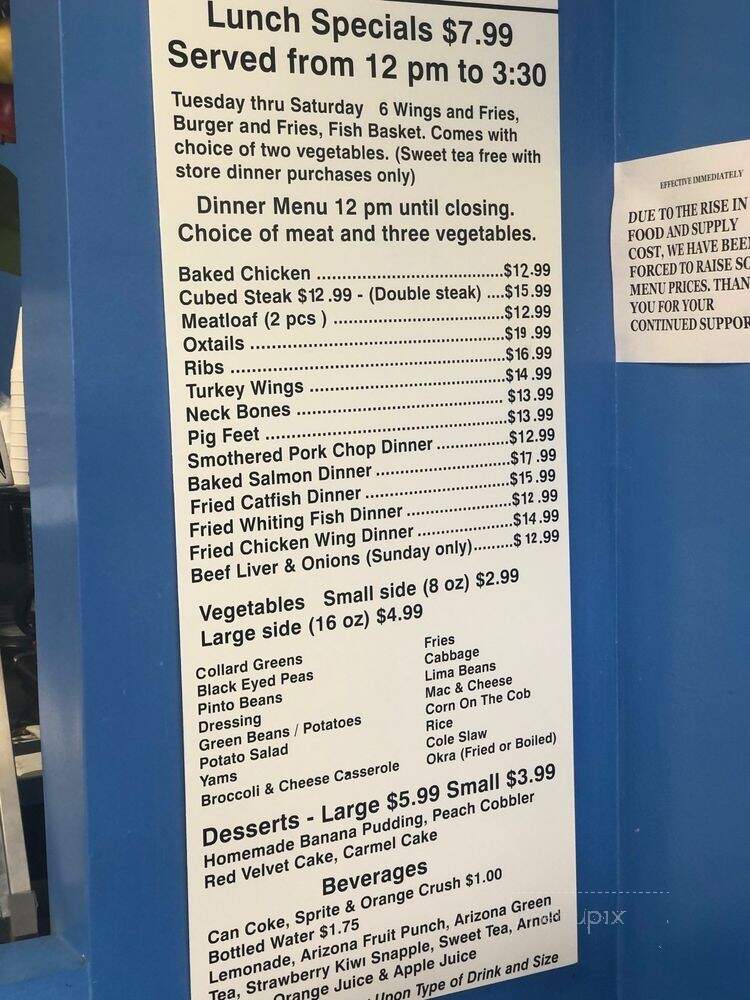 Lunch Specials $7.99
Served from 12 pm to 3:30
Tuesday thru Saturday 6 Wings and Fries,
Burger and Fries, Fish Basket. Comes with
choice of two vegetables. (Sweet tea free with
store dinner purchases only)
Dinner Menu 12 pm until closing.
Choice of meat and three vegetables.
Baked Chicken ...............................$12.99
Cubed Steak $12.99 - (Double steak) ....$15.99
Meatloaf (2 pcs ) ............................$12.99
Oxtails ..........................................$19.99
Ribs ..............................................$16.99
Turkey Wings .................................$14.99
Neck Bones ................................... $13.99
Pig Feet .........................................$13.99
Smothered Pork Chop Dinner ............$12.99
Baked Salmon Dinner .......................$17.99
Fried Catfish Dinner .........................$15.99
Fried Whiting Fish Dinner ..................$12.99
Fried Chicken Wing Dinner ................$14.99
Beef Liver & Onions (Sunday only).........$12.99
Vegetables Small side (8 oz) $2.99
Large side (16 oz) $4.99
Collard Greens
Black Eyed Peas
Pinto Beans
Dressing
Green Beans / Potatoes
Potato Salad
Yams
Broccoli & Cheese Casserole
Fries
Cabbage
Lima Beans
Mac & Cheese
Corn On The Cob
Rice
Cole Slaw
Okra (Fried or Boiled)
Desserts - Large $5.99 Small $3.99
Homemade Banana Pudding, Peach Cobbler
Red Velvet Cake, Carmel Cake
Beverages
Can Coke, Sprite & Orange Crush $1.00
Bottled Water $1.75
Lemonade, Arizona Fruit Punch, Arizona Green
Tea, Strawberry Kiwi Snapple, Sweet Tea, Arnold
Orange Juice & Apple Juice
Upon Type of Drink and Size
EFFECTIVE IMMEDIATELY
DUE TO THE RISE IN
FOOD AND SUPPLY
COST, WE HAVE BEE
FORCED TO RAISE SO
MENU PRICES. THAN
YOU FOR YOUR
CONTINUED SUPPOR